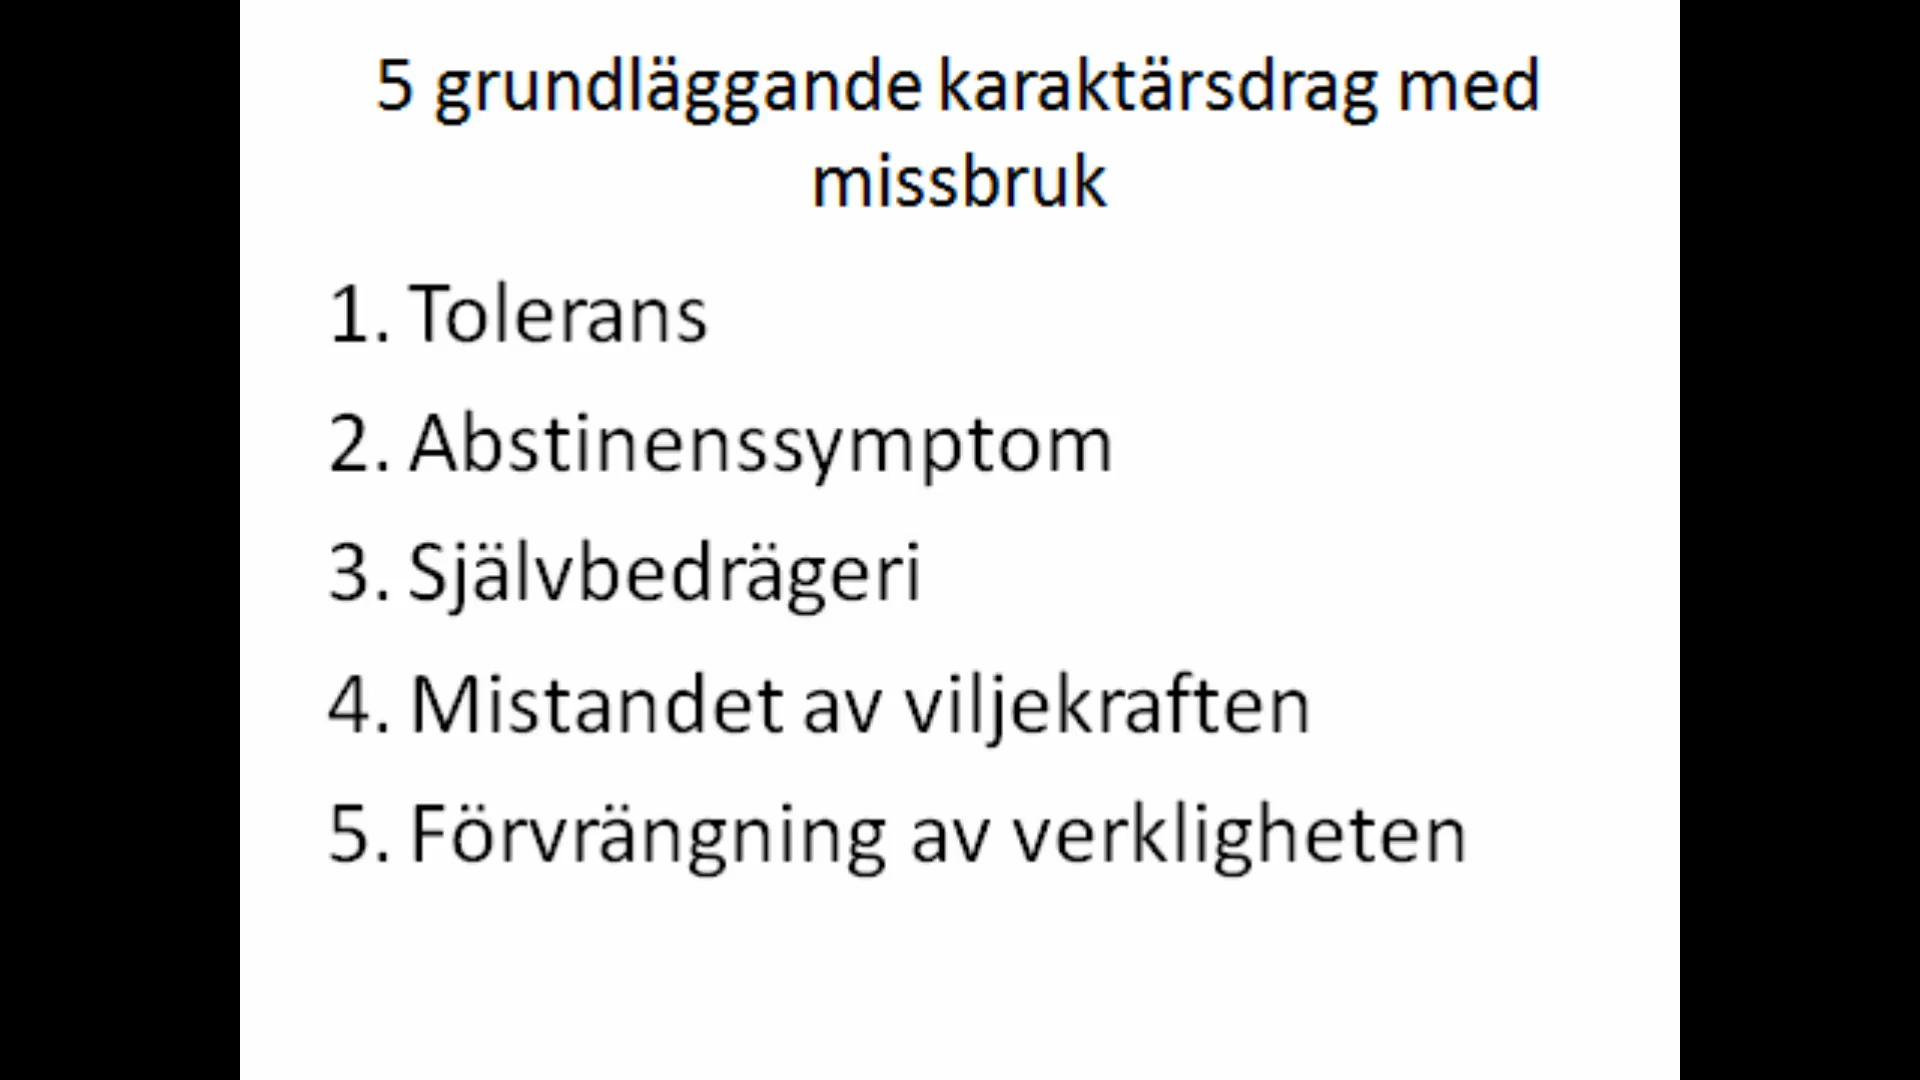 5 grundläggande karaktärsdrag med
missbruk
1. Tolerans
2. Abstinenssymptom
3. Självbedrägeri
4. Mistandet av viljekraften
5. Förvrängning av verkligheten